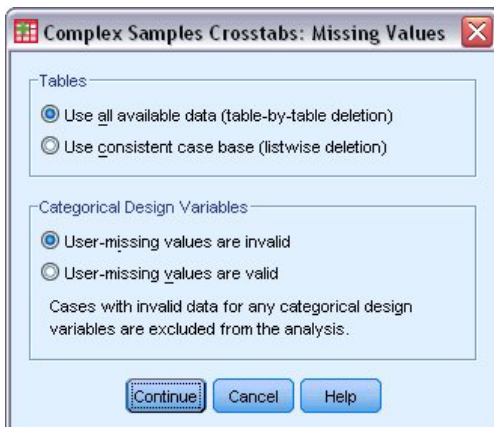 Complex Samples Crosstabs: Missing Values
Tables
Use all available data (table-by-table deletion)
Use consistent case base (listwise deletion)
Categorical Design Variables
User-missing values are invalid
User-missing values are valid
Cases with invalid data for any categorical design
variables are excluded from the analysis.
Continue
Cancel
Help